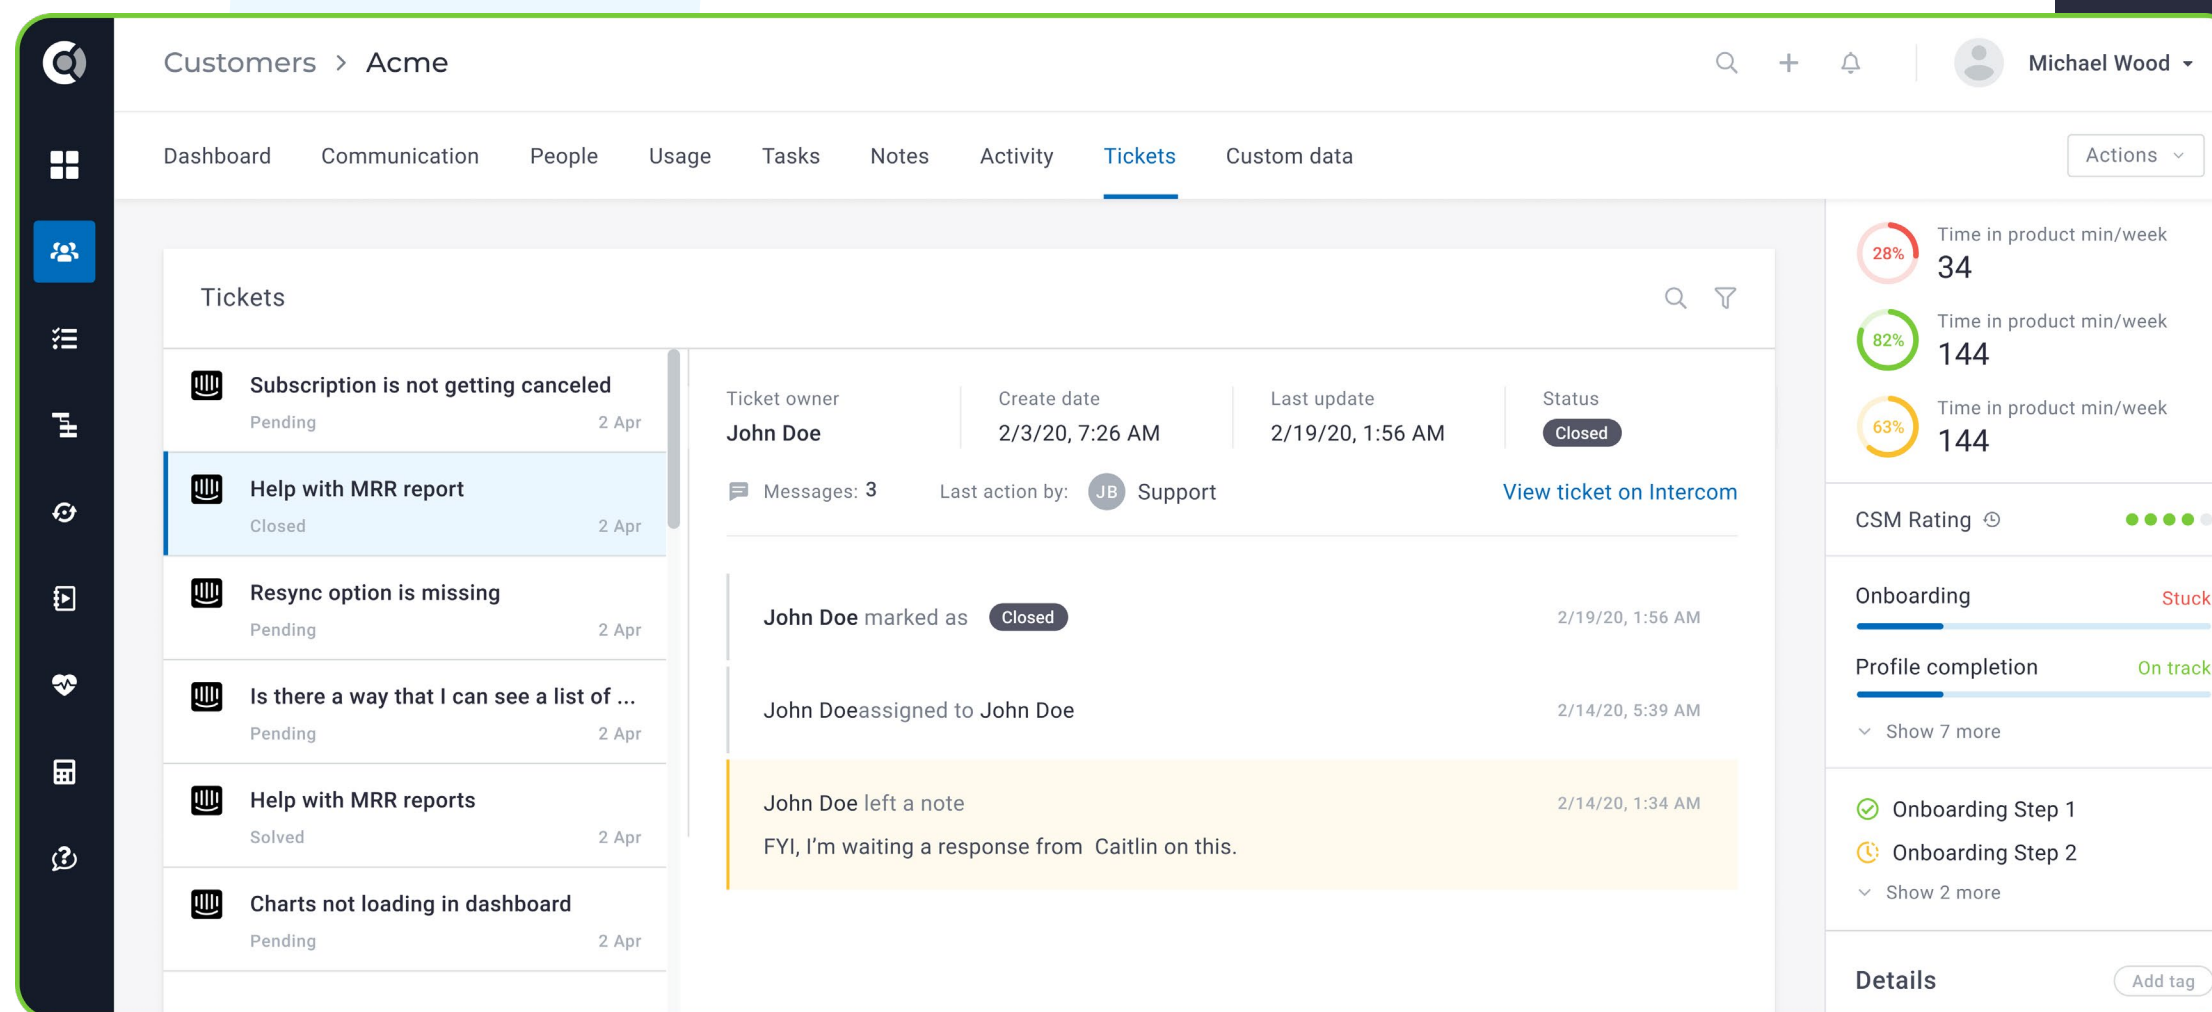 Customers > Acme
Michael Wood
Dashboard Communication People Usage Tasks Notes Activity Tickets Custom data
Actions
Tickets
Subscription is not getting canceled
Pending 2 Apr
Help with MRR report
Closed 2 Apr
Resync option is missing
Pending 2 Apr
Is there a way that I can see a list of ...
Pending 2 Apr
Help with MRR reports
Solved 2 Apr
Charts not loading in dashboard
Pending 2 Apr
Ticket owner Create date Last update Status
John Doe 2/3/20, 7:26 AM 2/19/20, 1:56 AM Closed
Messages: 3 Last action by: JB Support View ticket on Intercom
John Doe marked as Closed 2/19/20, 1:56 AM
John Doeassigned to John Doe 2/14/20, 5:39 AM
John Doe left a note 2/14/20, 1:34 AM
FYI, I’m waiting a response from Caitlin on this.
Time in product min/week
28% 34
Time in product min/week
82% 144
Time in product min/week
63% 144
CSM Rating
Onboarding Stuck
Profile completion On track
Show 7 more
Onboarding Step 1
Onboarding Step 2
Show 2 more
Details Add tag